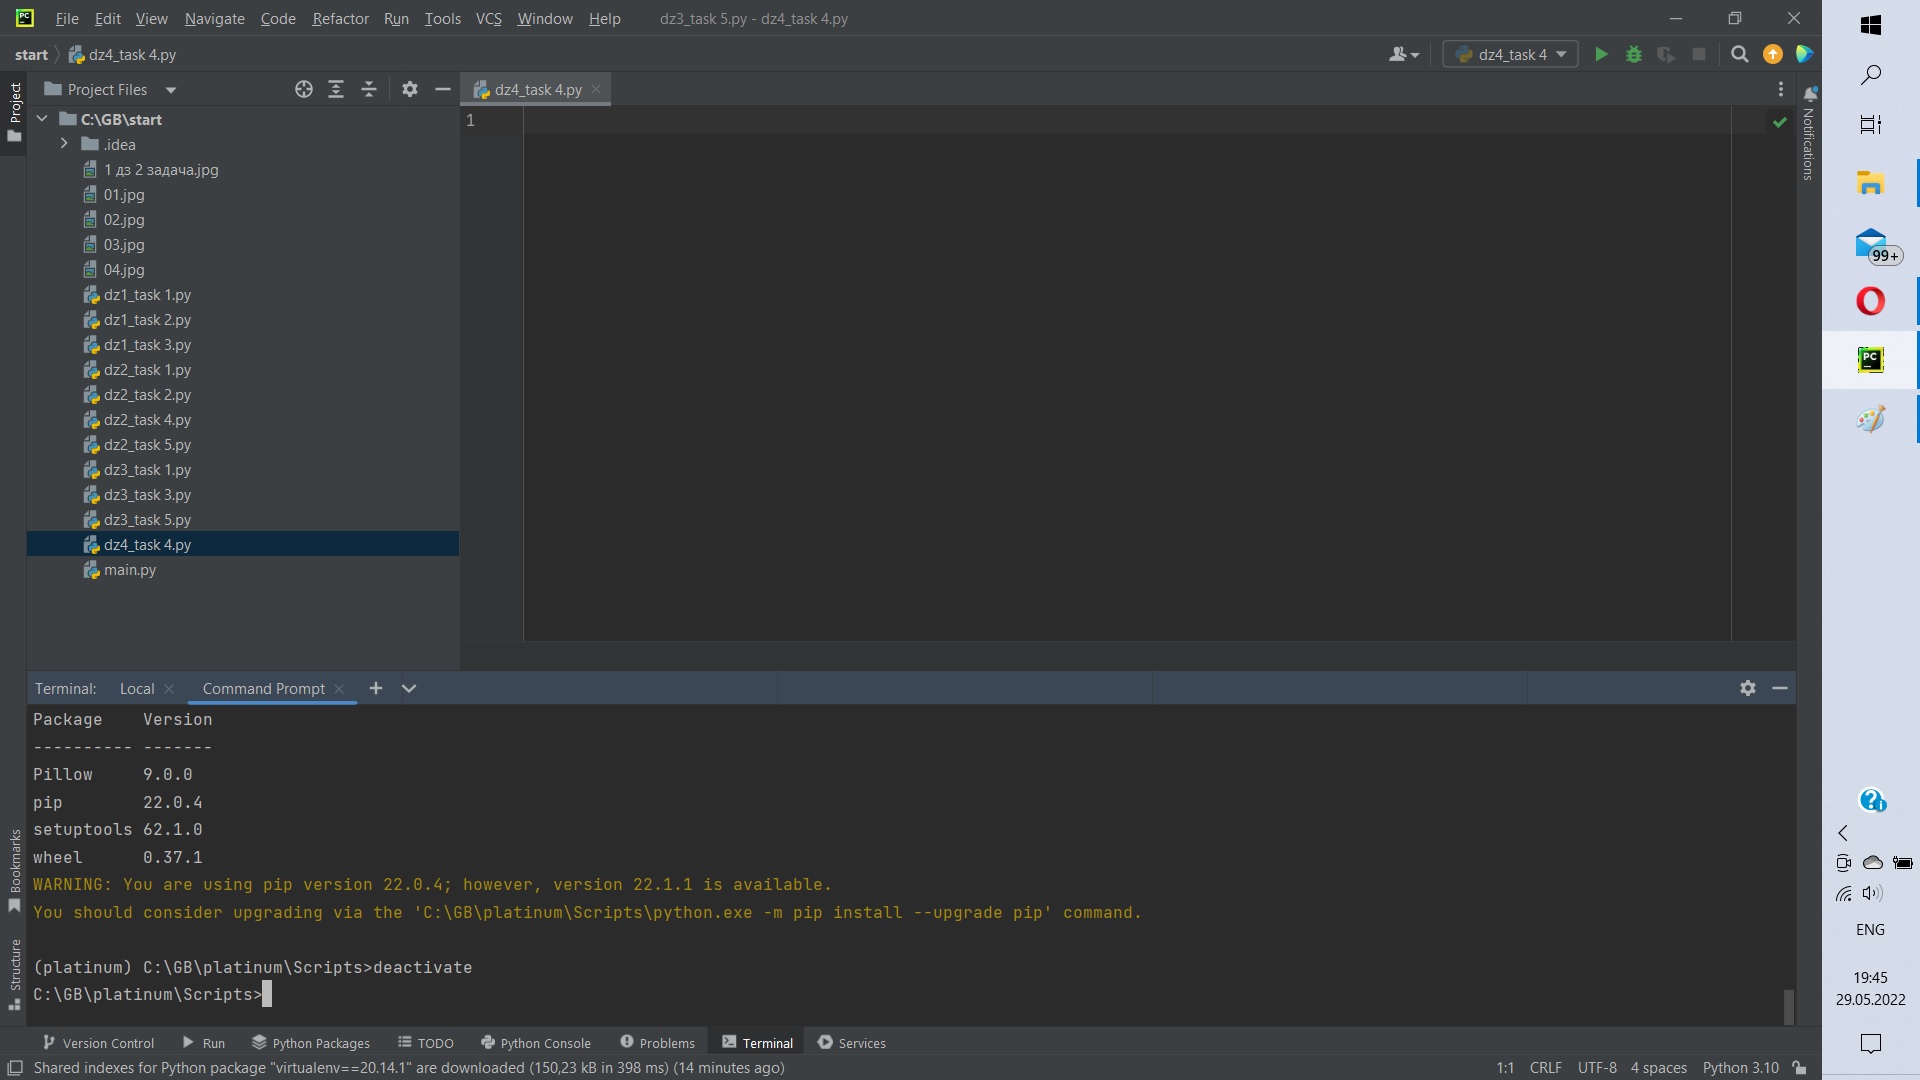 File Edit View Navigate Code Refactor Run Tools VCS Window Help dz3_task 5.py - dz4_task 4.py
start dz4_task 4.py
dz4_task 4
Project
Project Files
dz4_task 4.py
C:\GB\start
.idea
1 дз 2 задача.jpg
01.jpg
02.jpg
03.jpg
04.jpg
dz1_task 1.py
dz1_task 2.py
dz1_task 3.py
dz2_task 1.py
dz2_task 2.py
dz2_task 4.py
dz2_task 5.py
dz3_task 1.py
dz3_task 3.py
dz3_task 5.py
dz4_task 4.py
main.py
1
Notifications
Terminal: Local Command Prompt
Package Version
---------- -------
Pillow 9.0.0
pip 22.0.4
setuptools 62.1.0
wheel 0.37.1
WARNING: You are using pip version 22.0.4; however, version 22.1.1 is available.
You should consider upgrading via the 'C:\GB\platinum\Scripts\python.exe -m pip install --upgrade pip' command.
(platinum) C:\GB\platinum\Scripts>deactivate
C:\GB\platinum\Scripts>
Bookmarks
Structure
Version Control Run Python Packages TODO Python Console Problems Terminal Services
Shared indexes for Python package "virtualenv==20.14.1" are downloaded (150,23 kB in 398 ms) (14 minutes ago)
1:1 CRLF UTF-8 4 spaces Python 3.10
PC
99+
PC
ENG
19:45
29.05.2022